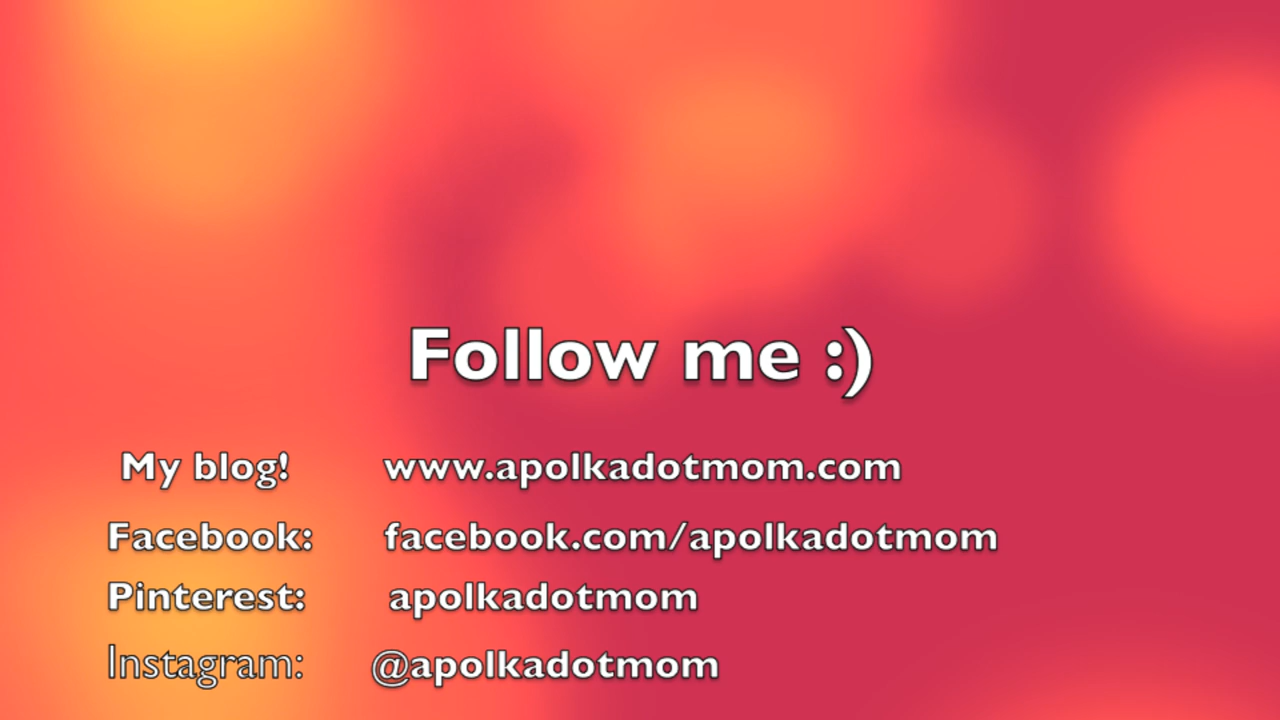 Follow me :)
My blog! www.apolkadotmom.com
Facebook: facebook.com/apolkadotmom
Pinterest: apolkadotmom
Instagram: @apolkadotmom